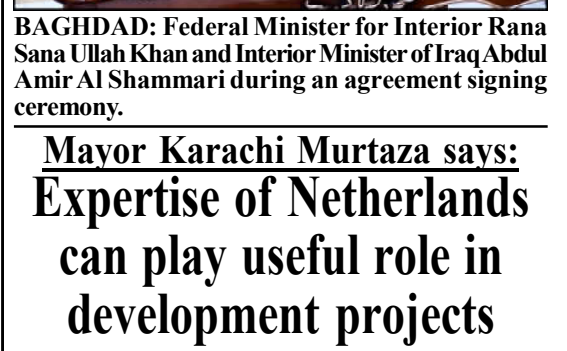 BAGHDAD: Federal Minister for Interior Rana
Sana Ullah Khan and Interior Minister of Iraq Abdul
Amir Al Shammari during an agreement signing
ceremony.
Mayor Karachi Murtaza says:
Expertise of Netherlands
can play useful role in
development projects